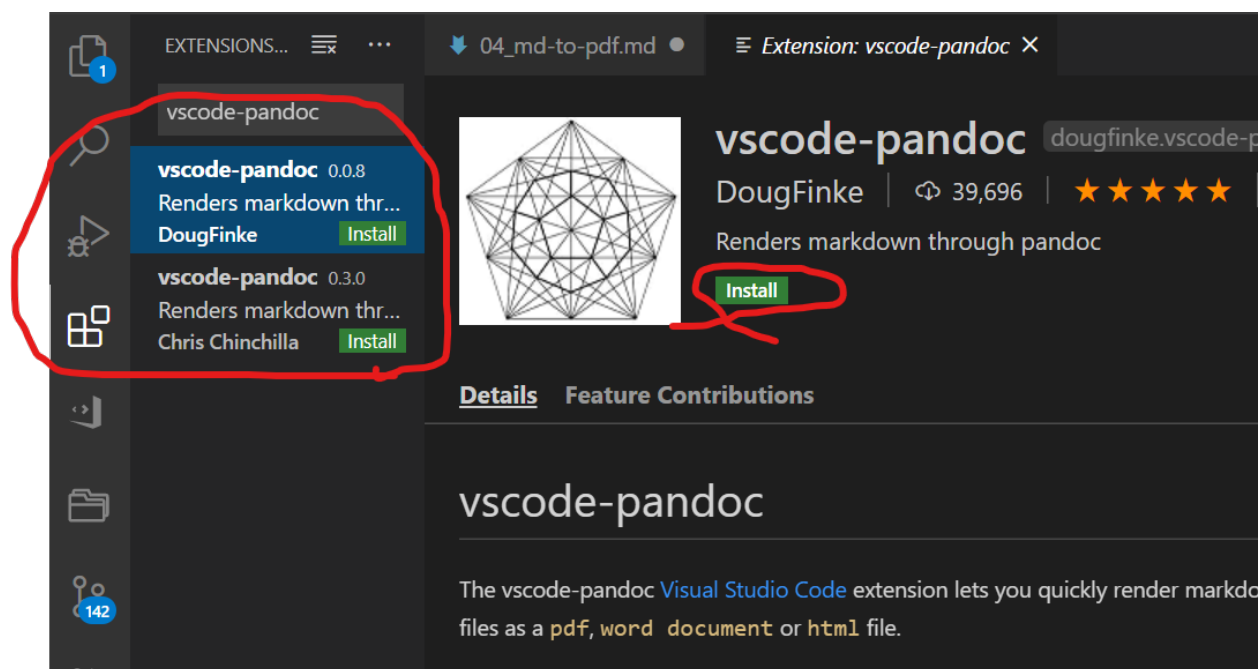 EXTENSIONS...
04_md-to-pdf.md
Extension: vscode-pandoc
1
vscode-pandoc
vscode-pandoc 0.0.8
Renders markdown thr...
DougFinke Install
vscode-pandoc 0.3.0
Renders markdown thr...
Chris Chinchilla Install
142
vscode-pandoc dougfinke.vscode-p
DougFinke 39,696
Renders markdown through pandoc
Install
Details Feature Contributions
vscode-pandoc
The vscode-pandoc Visual Studio Code extension lets you quickly render markdo
files as a pdf, word document or html file.